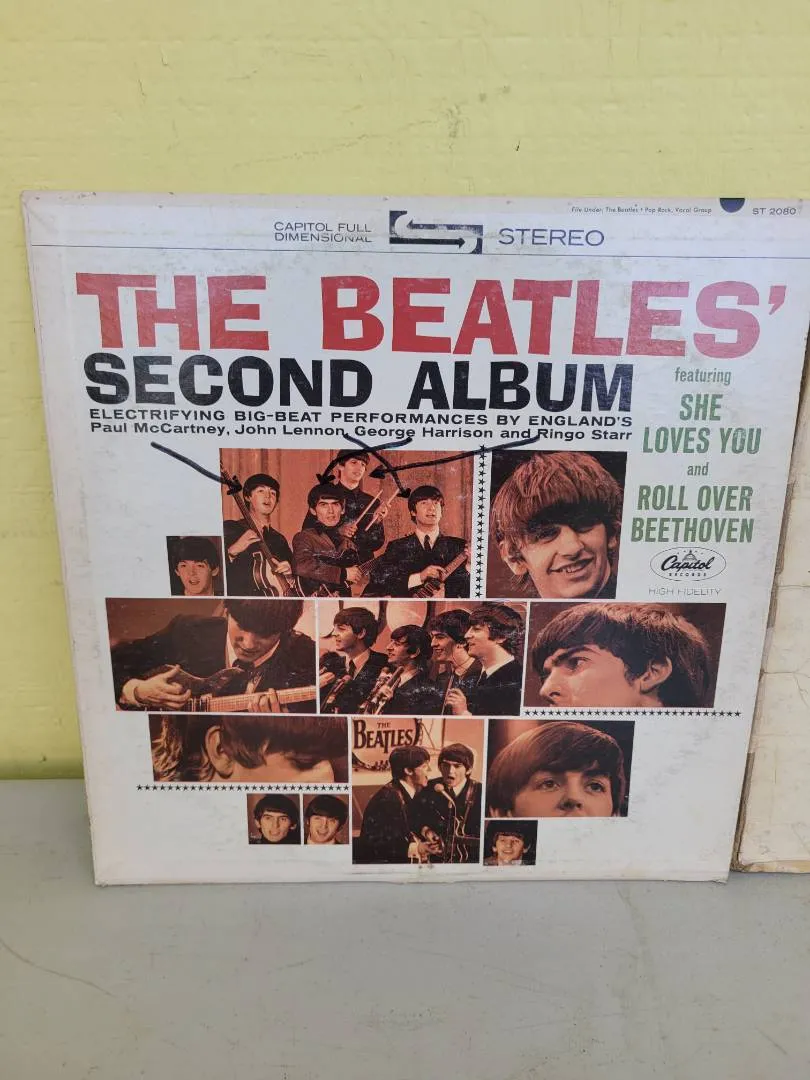 File Under: The Beatles • Pop Rock, Vocal Group
ST 2080
CAPITOL FULL
DIMENSIONAL
STEREO
THE BEATLES'
SECOND ALBUM
ELECTRIFYING BIG-BEAT PERFORMANCES BY ENGLAND'S
Paul McCartney, John Lennon, George Harrison and Ringo Starr
featuring
SHE
LOVES YOU
and
ROLL OVER
BEETHOVEN
Capitol
RECORDS
HIGH FIDELITY
THE
BEATLES